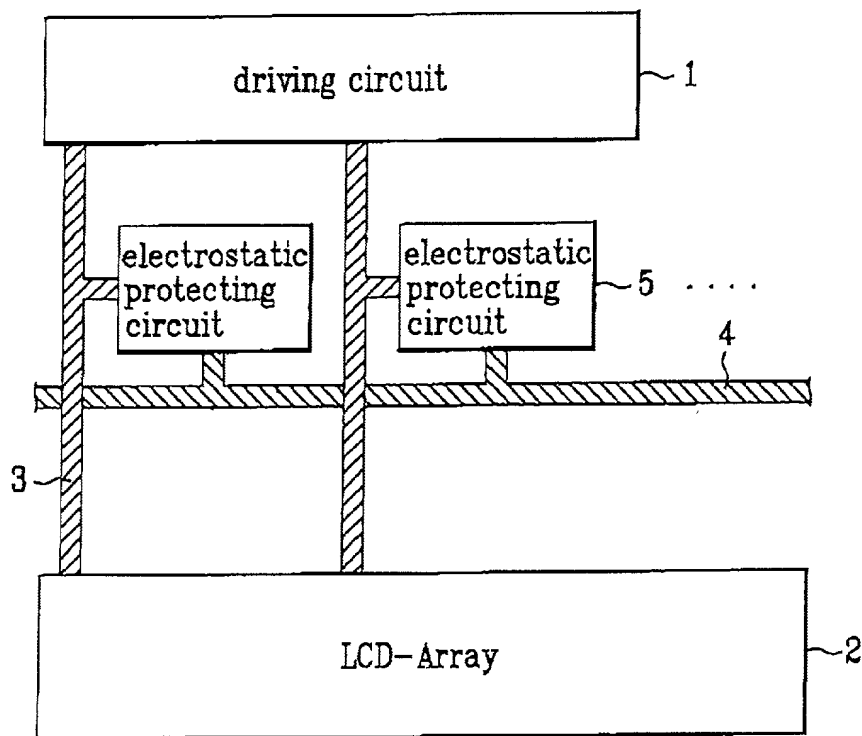 driving circuit
1
electrostatic
protecting
circuit
electrostatic
protecting
circuit
5
. . . .
4
3
LCD-Array
2